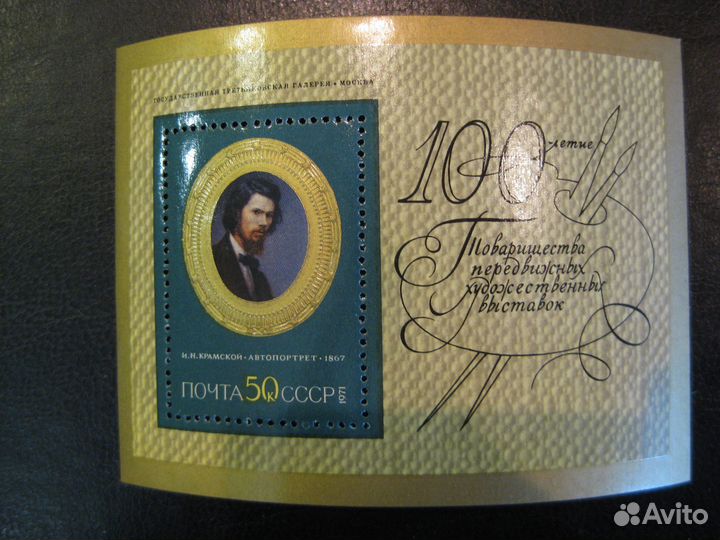 ГОСУДАРСТВЕННАЯ ТРЕТЬЯКОВСКАЯ ГАЛЕРЕЯ • МОСКВА
100-летие
Товарищества
передвижных
художественных
выставок
И.Н.КРАМСКОЙ • АВТОПОРТРЕТ • 1867
ПОЧТА 50К СССР
1971
Avito